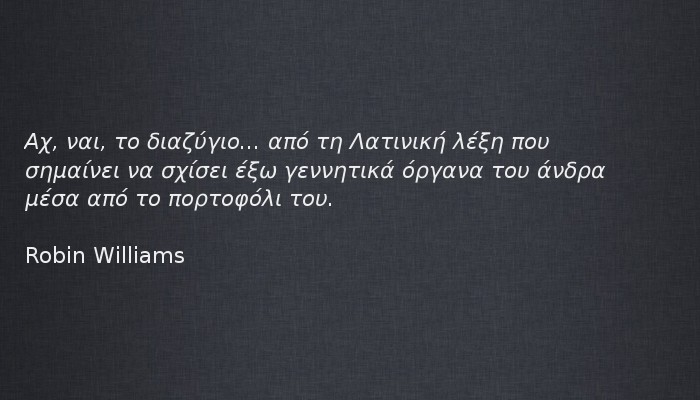 Αχ, ναι, το διαζύγιο... από τη Λατινική λέξη που
σημαίνει να σχίσει έξω γεννητικά όργανα του άνδρα
μέσα από το πορτοφόλι του.
Robin Williams